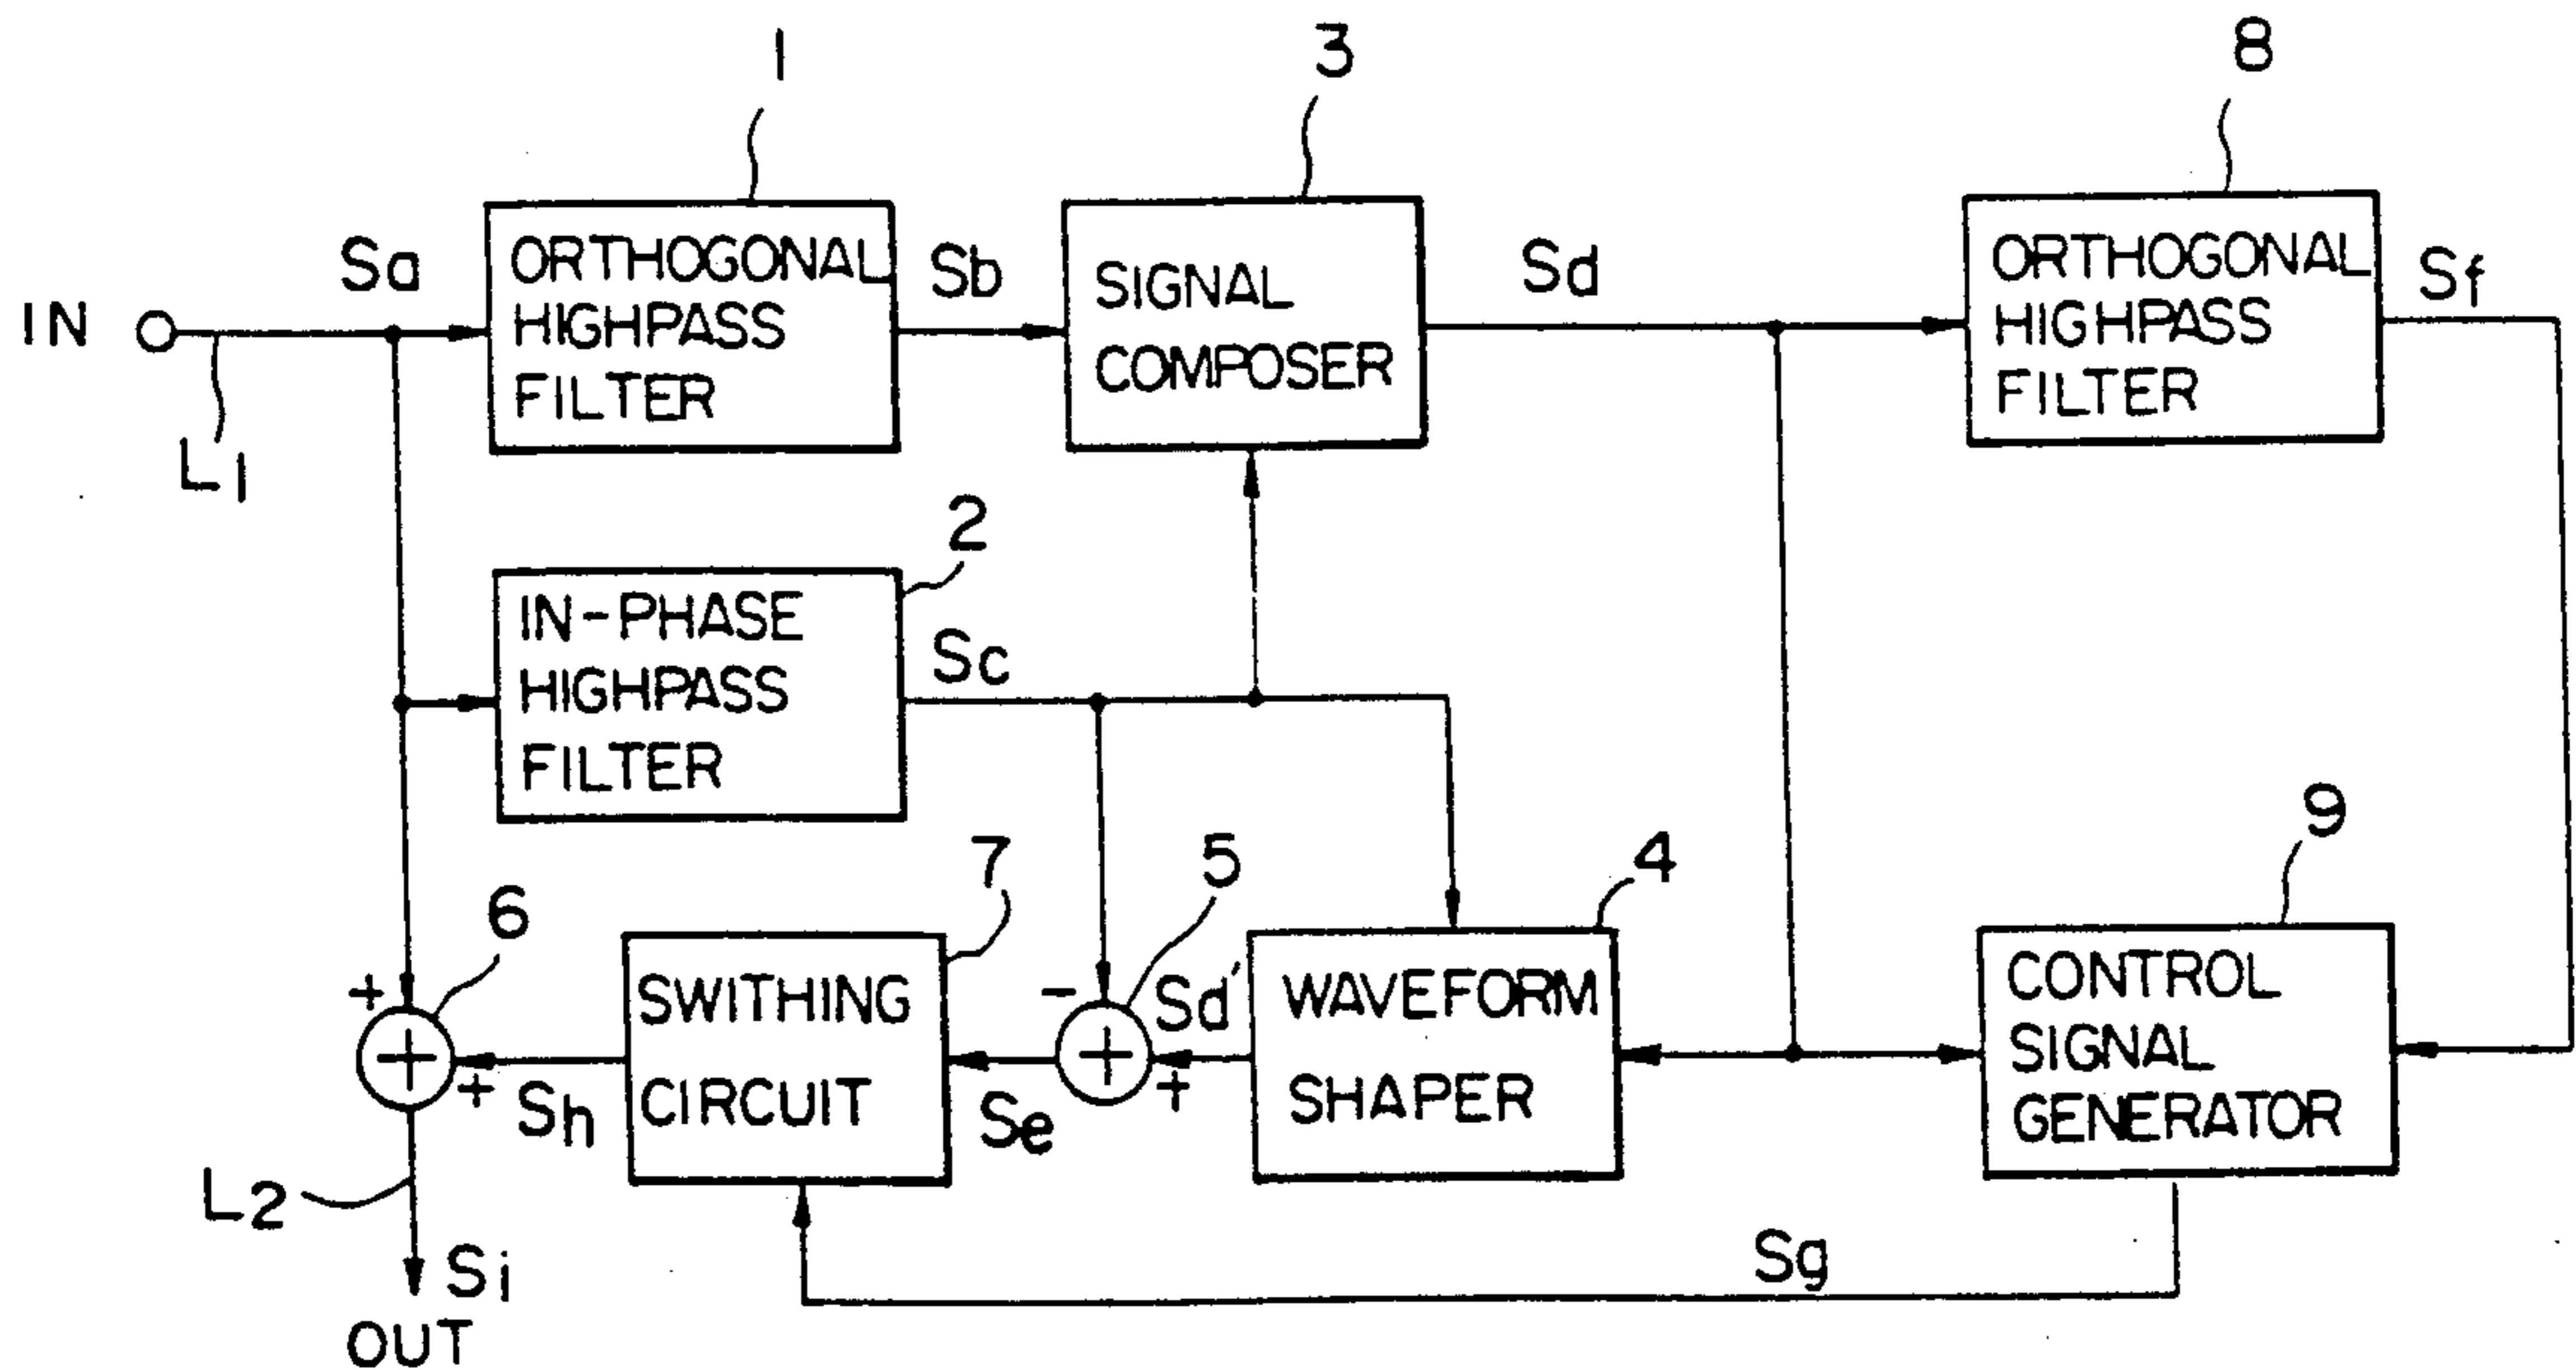 1
3
8
Sa
ORTHOGONAL
HIGHPASS
FILTER
Sb
SIGNAL
COMPOSER
Sd
ORTHOGONAL
HIGHPASS
FILTER
Sf
IN
L1
2
IN-PHASE
HIGHPASS
FILTER
Sc
9
7
5
4
6
+
SWITHING
CIRCUIT
-
Sd'
WAVEFORM
SHAPER
CONTROL
SIGNAL
GENERATOR
+
+
Sh
Se
+
+
L2
Sg
Si
OUT